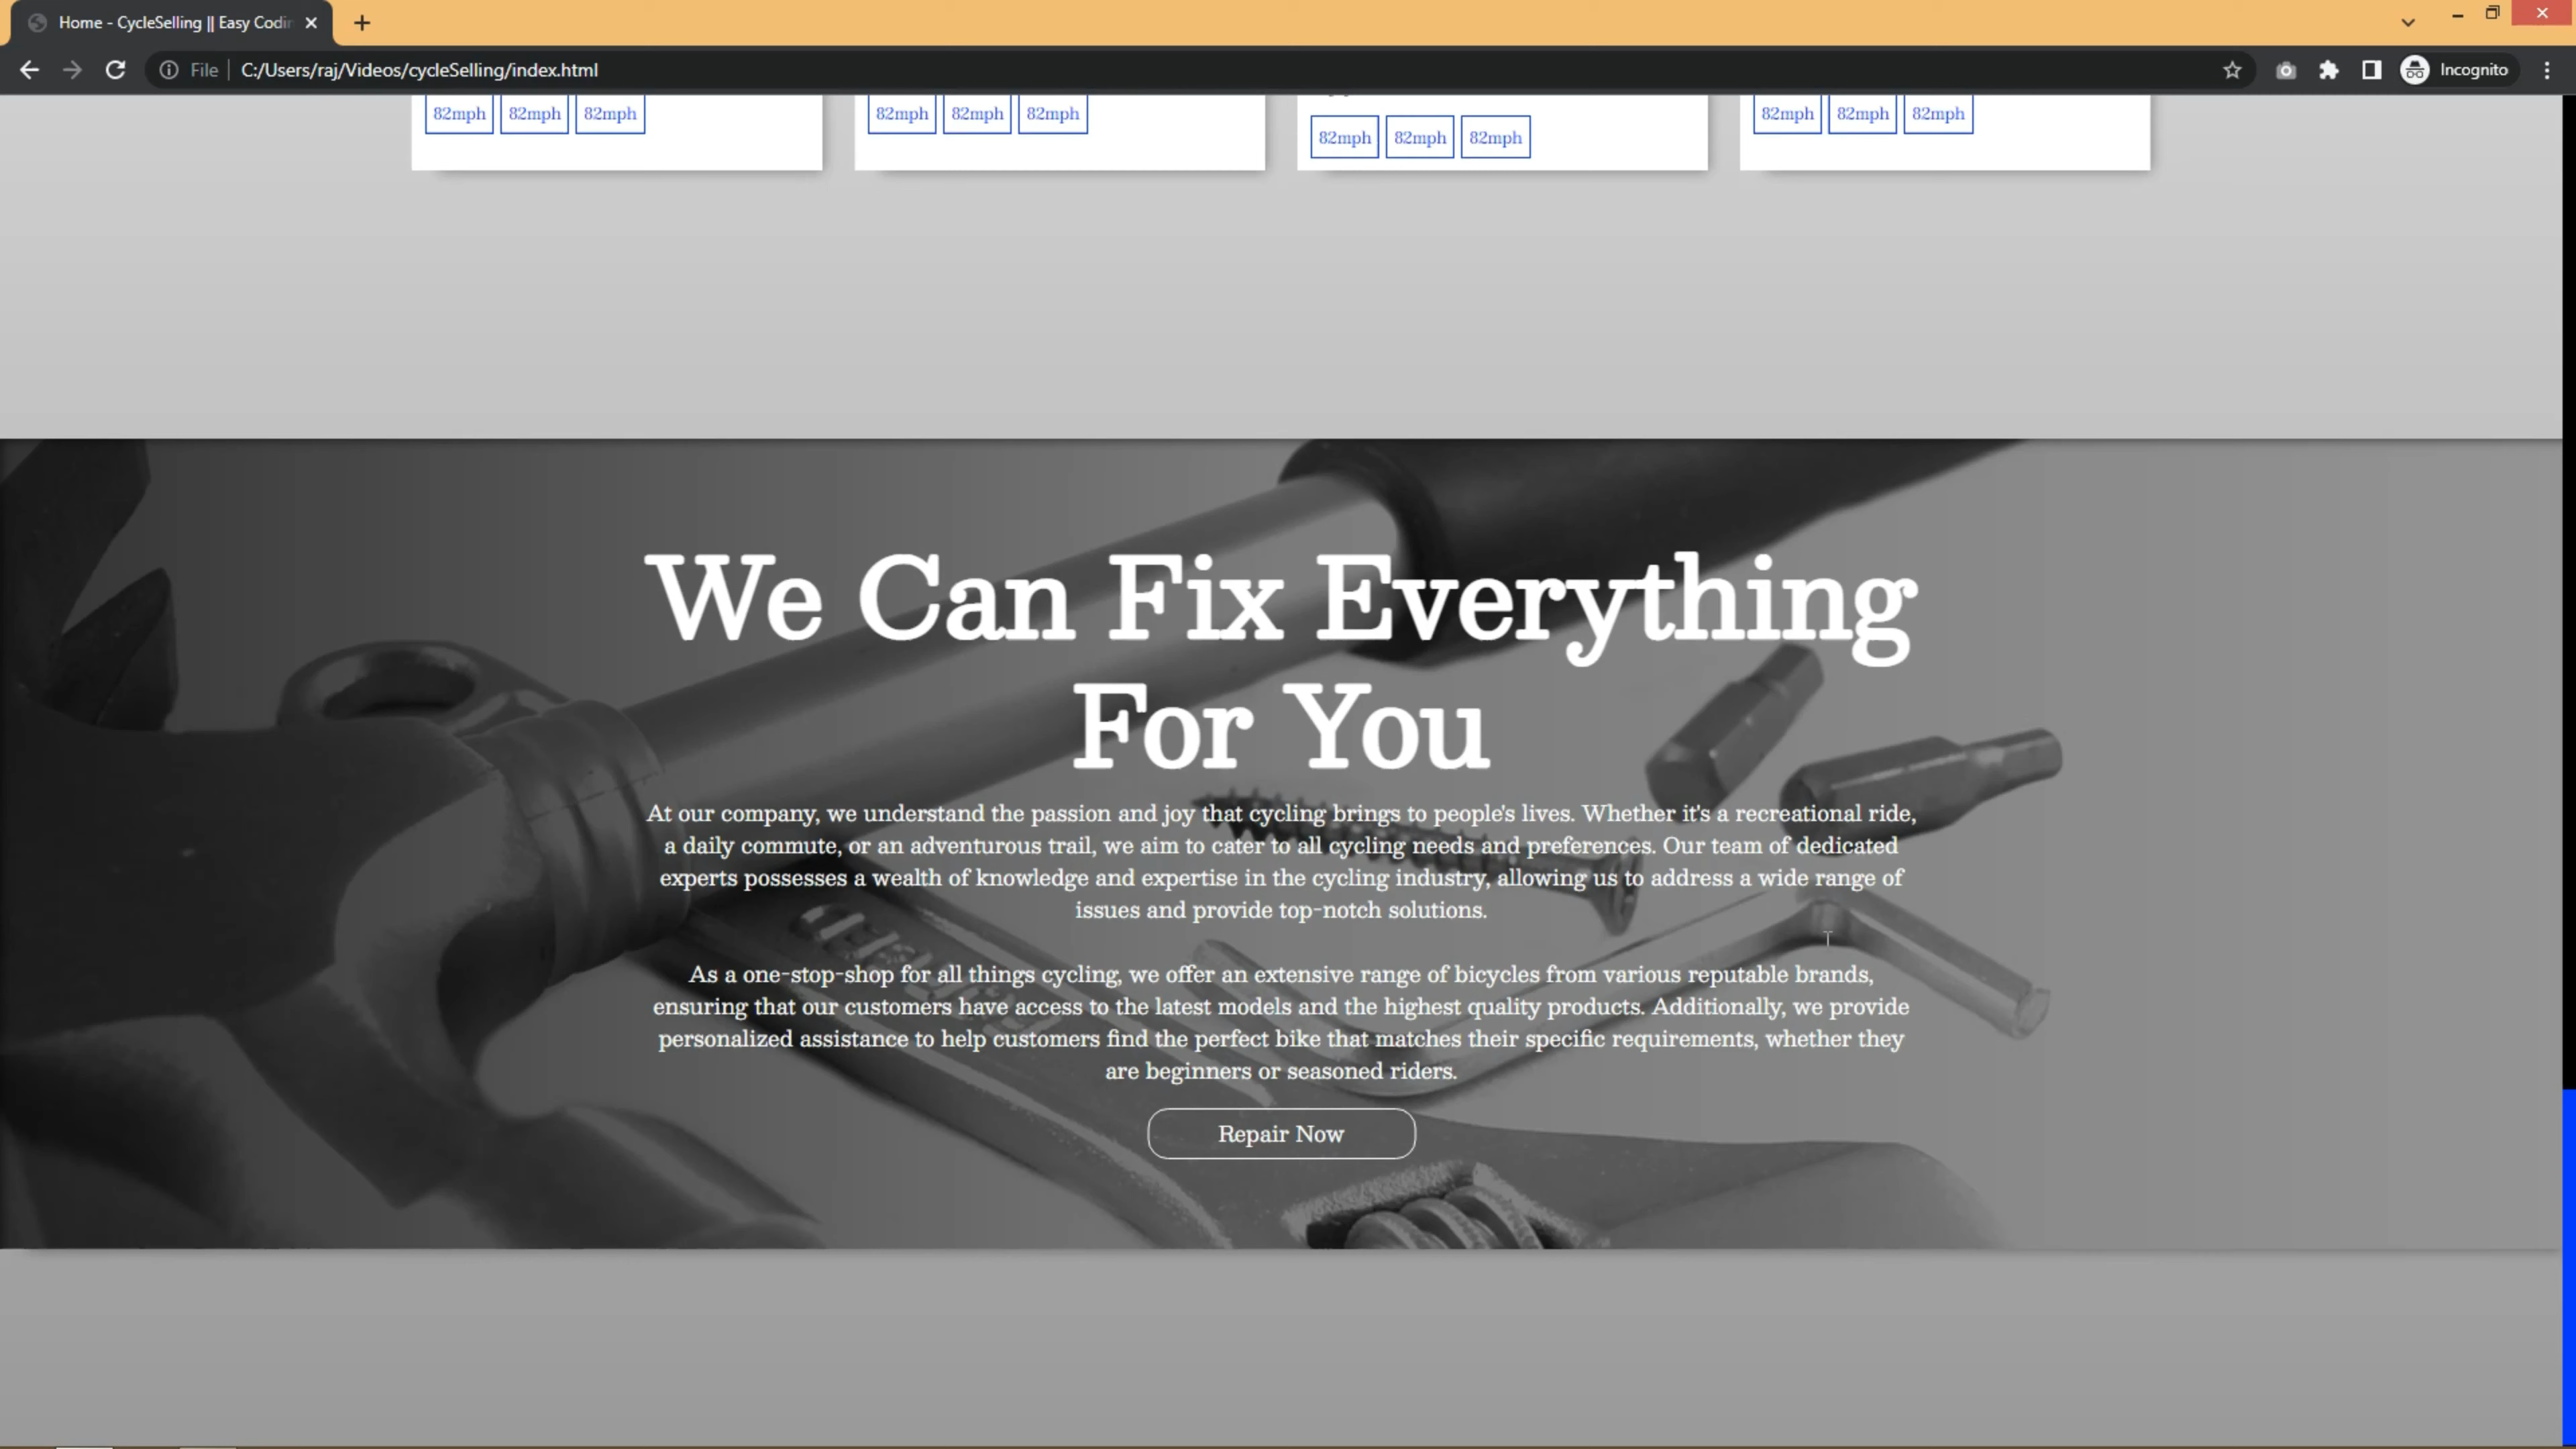 Home - CycleSelling || Easy Codin
File
C:/Users/raj/Videos/cycleSelling/index.html
Incognito
82mph 82mph 82mph 82mph 82mph 82mph 82mph 82mph 82mph
82mph 82mph 82mph
We Can Fix Everything
For You
At our company, we understand the passion and joy that cycling brings to people's lives. Whether it's a recreational ride,
a daily commute, or an adventurous trail, we aim to cater to all cycling needs and preferences. Our team of dedicated
experts possesses a wealth of knowledge and expertise in the cycling industry, allowing us to address a wide range of
issues and provide top-notch solutions.
As a one-stop-shop for all things cycling, we offer an extensive range of bicycles from various reputable brands,
ensuring that our customers have access to the latest models and the highest quality products. Additionally, we provide
personalized assistance to help customers find the perfect bike that matches their specific requirements, whether they
are beginners or seasoned riders.
Repair Now